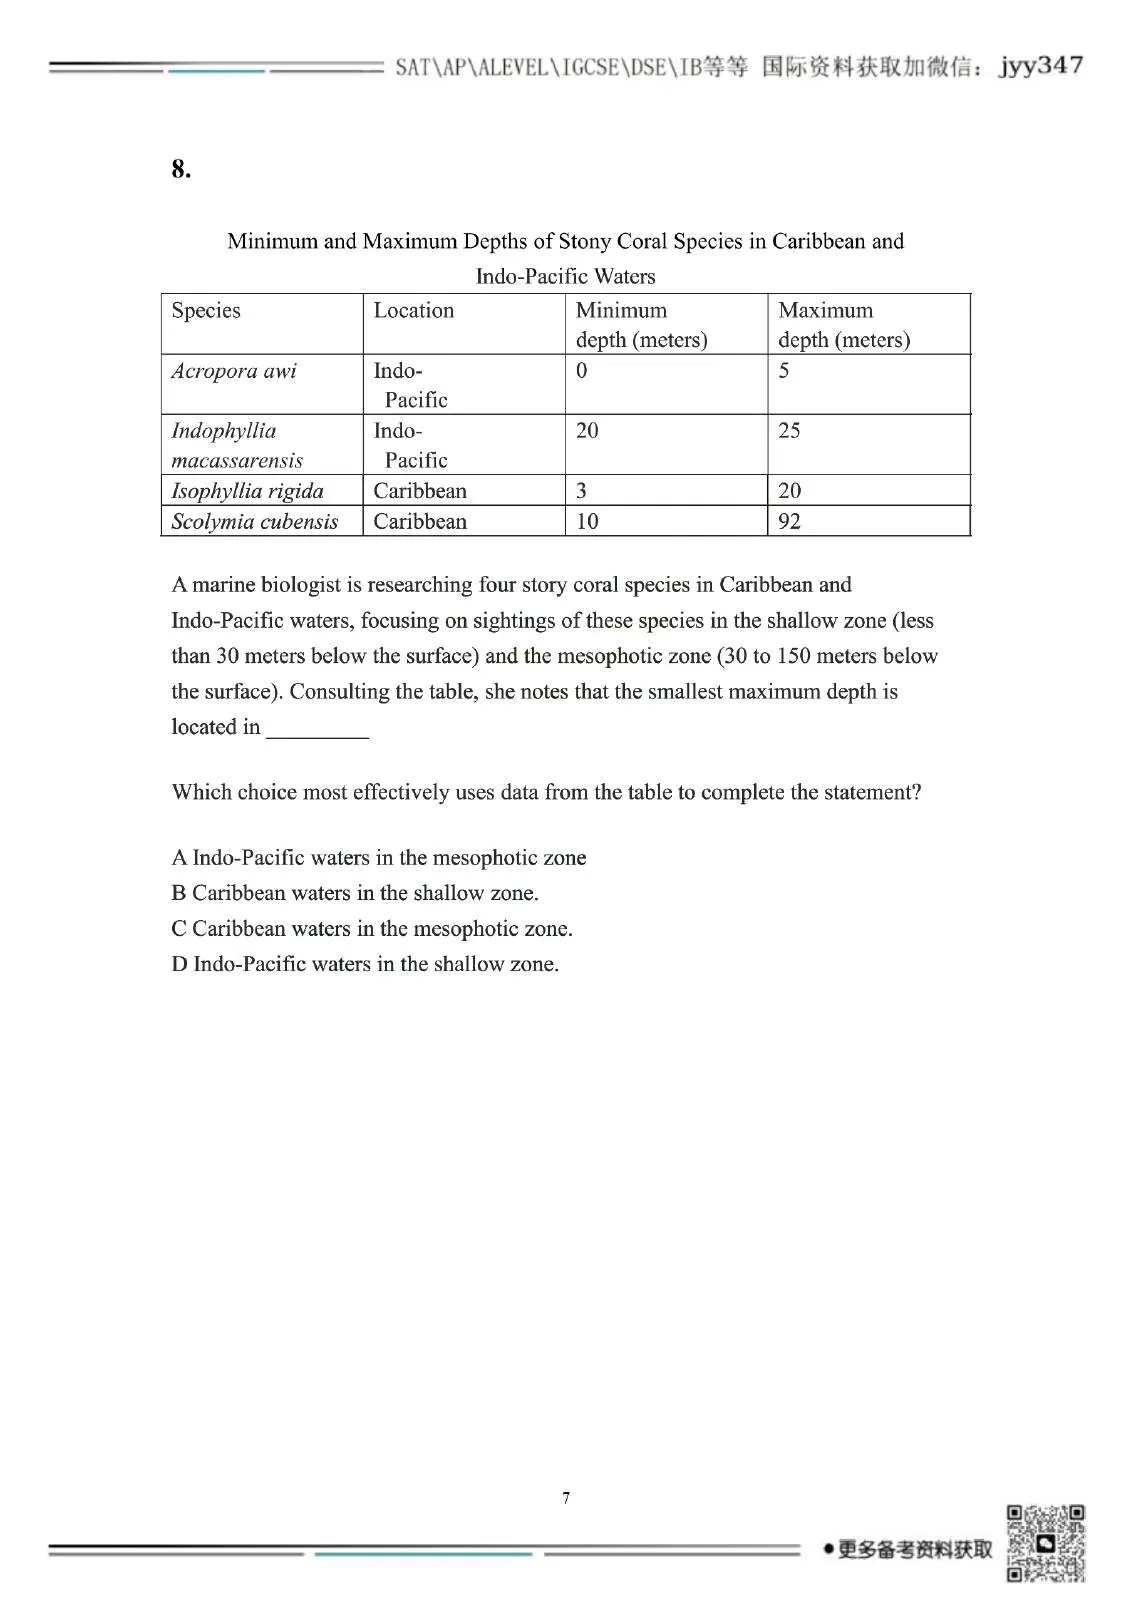 SAT\AP\ALEVEL\IGCSE\DSE\IB等等 国际资料获取加微信：jyy347
8.
Minimum and Maximum Depths of Stony Coral Species in Caribbean and
Indo-Pacific Waters
Species Location Minimum depth (meters) Maximum depth (meters)
Acropora awi Indo-Pacific 0 5
Indophyllia macassarensis Indo-Pacific 20 25
Isophyllia rigida Caribbean 3 20
Scolymia cubensis Caribbean 10 92
A marine biologist is researching four story coral species in Caribbean and
Indo-Pacific waters, focusing on sightings of these species in the shallow zone (less
than 30 meters below the surface) and the mesophotic zone (30 to 150 meters below
the surface). Consulting the table, she notes that the smallest maximum depth is
located in _________
Which choice most effectively uses data from the table to complete the statement?
A Indo-Pacific waters in the mesophotic zone
B Caribbean waters in the shallow zone.
C Caribbean waters in the mesophotic zone.
D Indo-Pacific waters in the shallow zone.
7
●更多备考资料获取